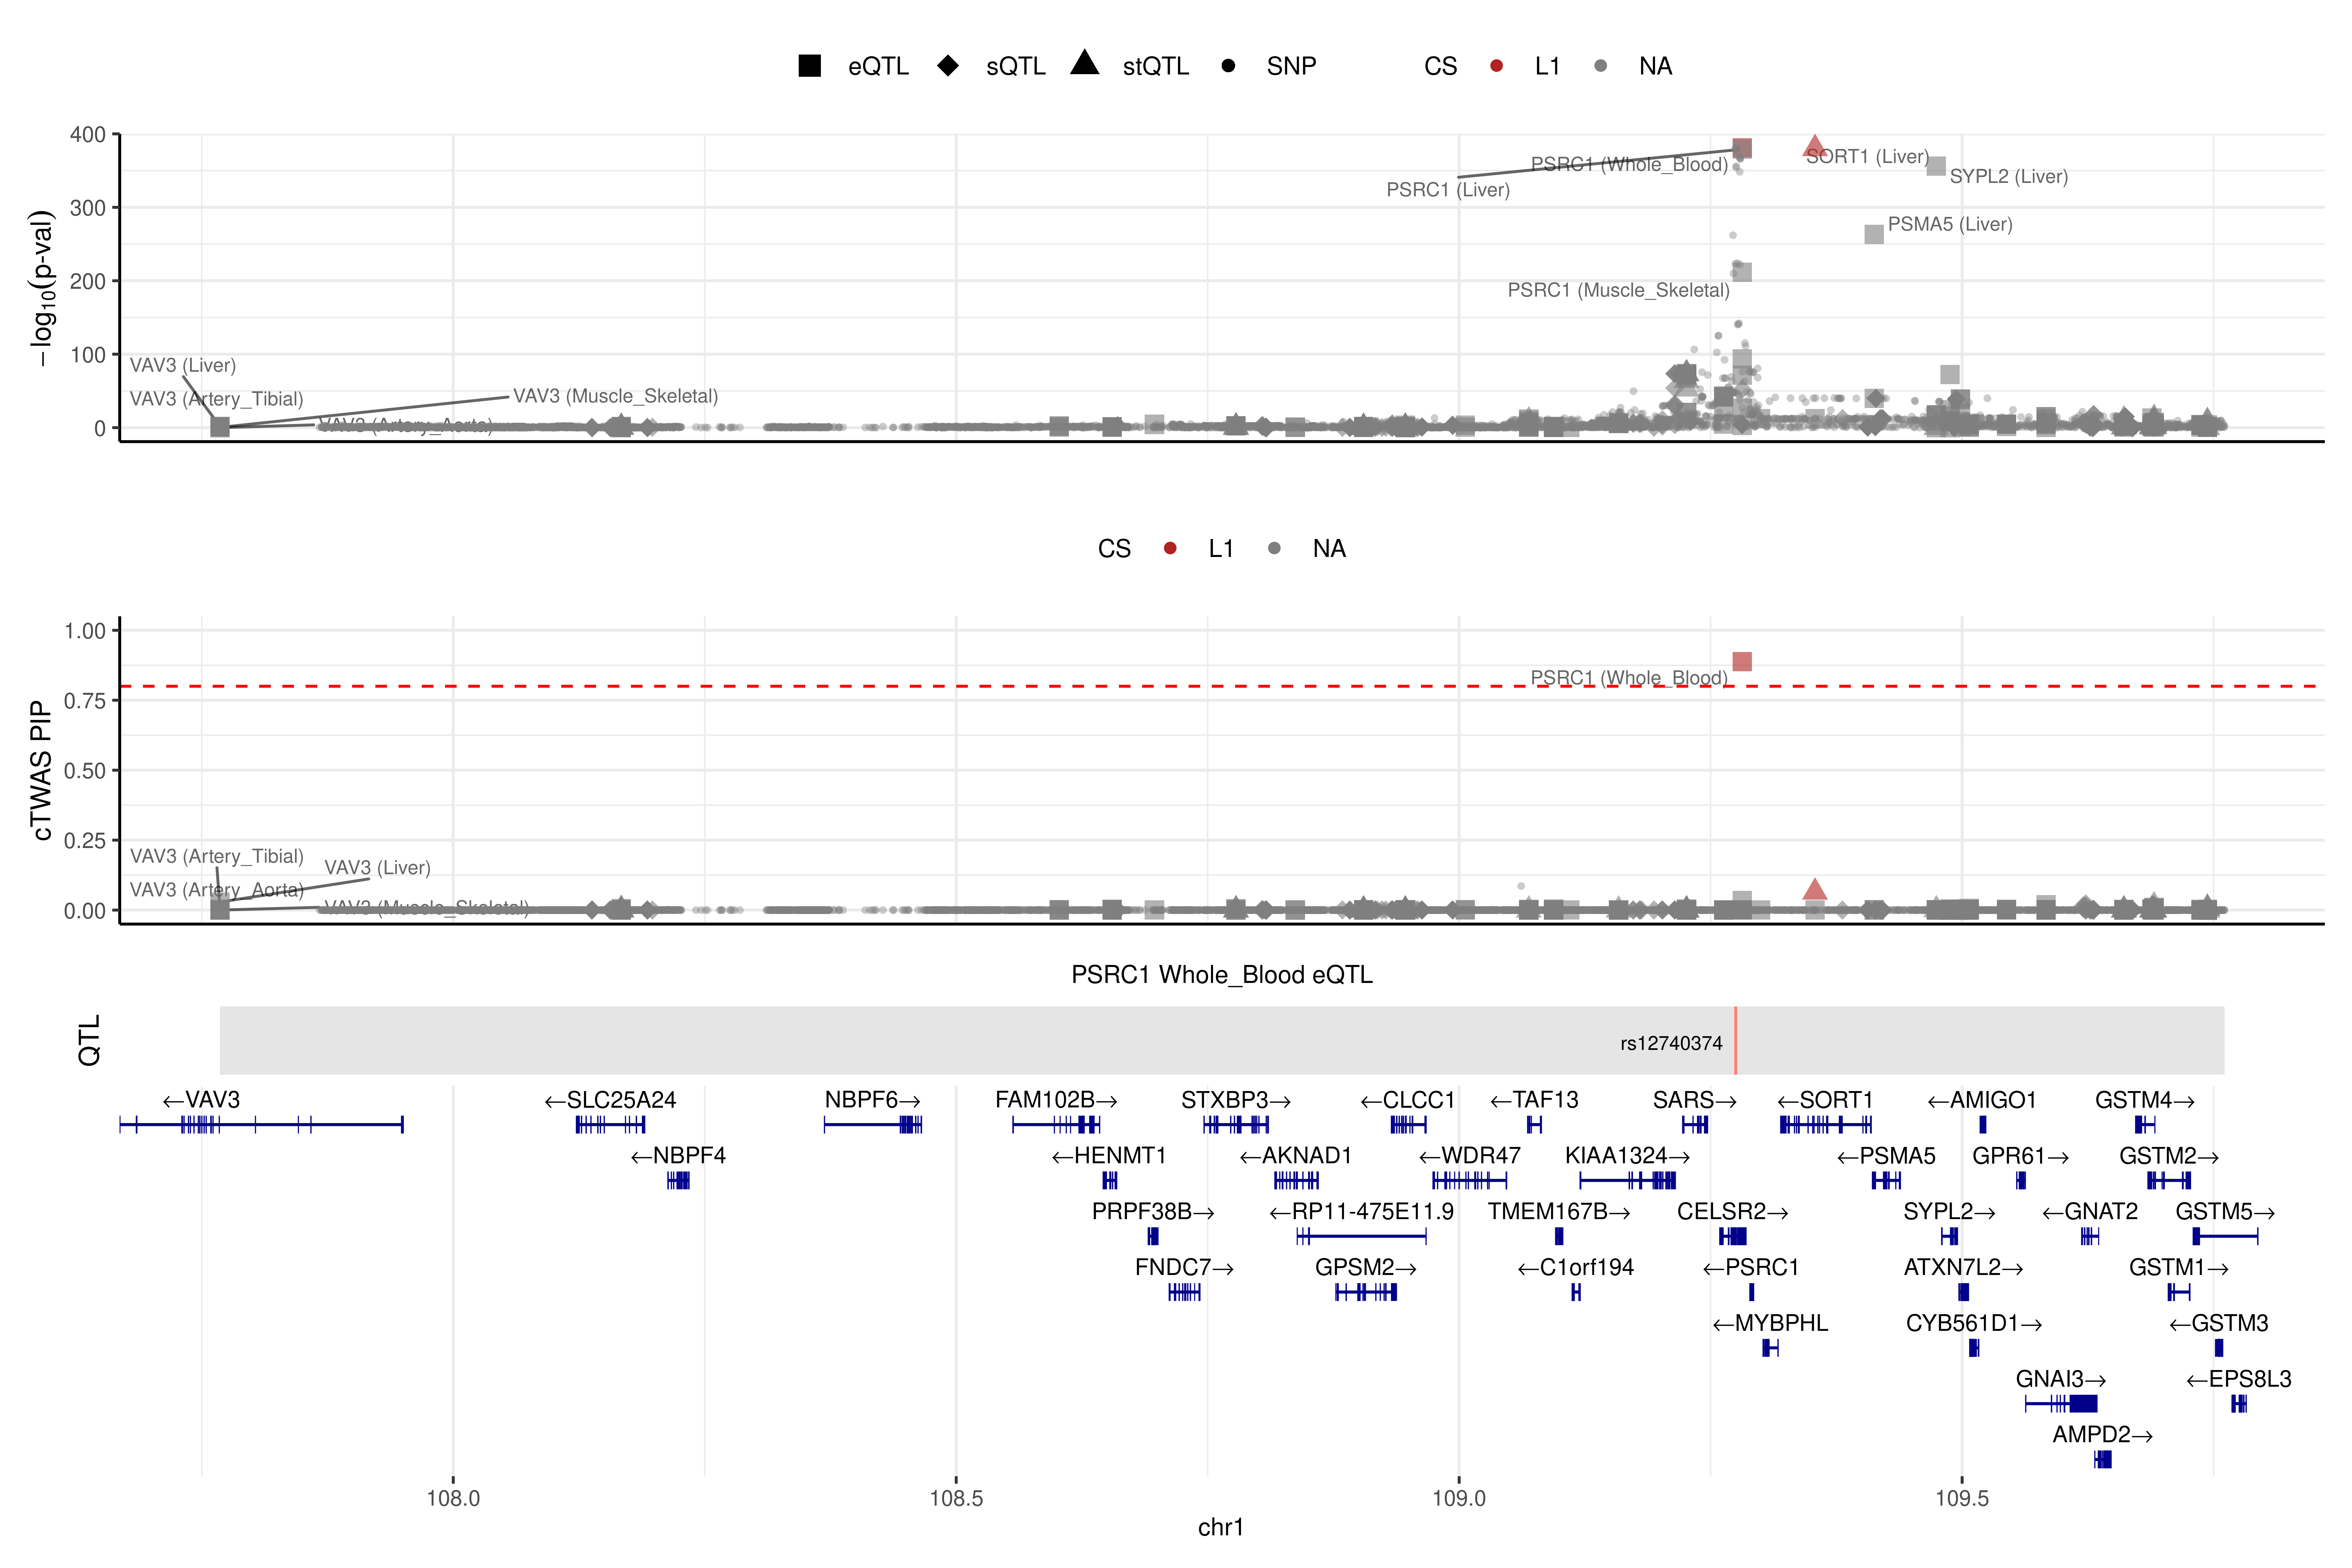 eQTL sQTL stQTL SNP CS L1 NA
−log10(p-val)
400
300
200
100
0
PSRC1 (Whole_Blood)
SORT1 (Liver)
SYPL2 (Liver)
PSRC1 (Liver)
PSMA5 (Liver)
PSRC1 (Muscle_Skeletal)
VAV3 (Liver)
VAV3 (Artery_Tibial)
VAV3 (Muscle_Skeletal)
VAV3 (Artery_Aorta)
CS L1 NA
cTWAS PIP
1.00
0.75
0.50
0.25
0.00
PSRC1 (Whole_Blood)
VAV3 (Artery_Tibial)
VAV3 (Liver)
VAV3 (Artery_Aorta)
VAV3 (Muscle_Skeletal)
PSRC1 Whole_Blood eQTL
QTL
rs12740374
←VAV3 ←SLC25A24 NBPF6→ FAM102B→ STXBP3→ ←CLCC1 ←TAF13 SARS→ ←SORT1 ←AMIGO1 GSTM4→
←NBPF4 ←HENMT1 ←AKNAD1 ←WDR47 KIAA1324→ ←PSMA5 GPR61→ GSTM2→
PRPF38B→ ←RP11-475E11.9 TMEM167B→ CELSR2→ SYPL2→ ←GNAT2 GSTM5→
FNDC7→ GPSM2→ ←C1orf194 ←PSRC1 ATXN7L2→ GSTM1→
←MYBPHL CYB561D1→ ←GSTM3
GNAI3→ ←EPS8L3
AMPD2→
108.0 108.5 109.0 109.5
chr1